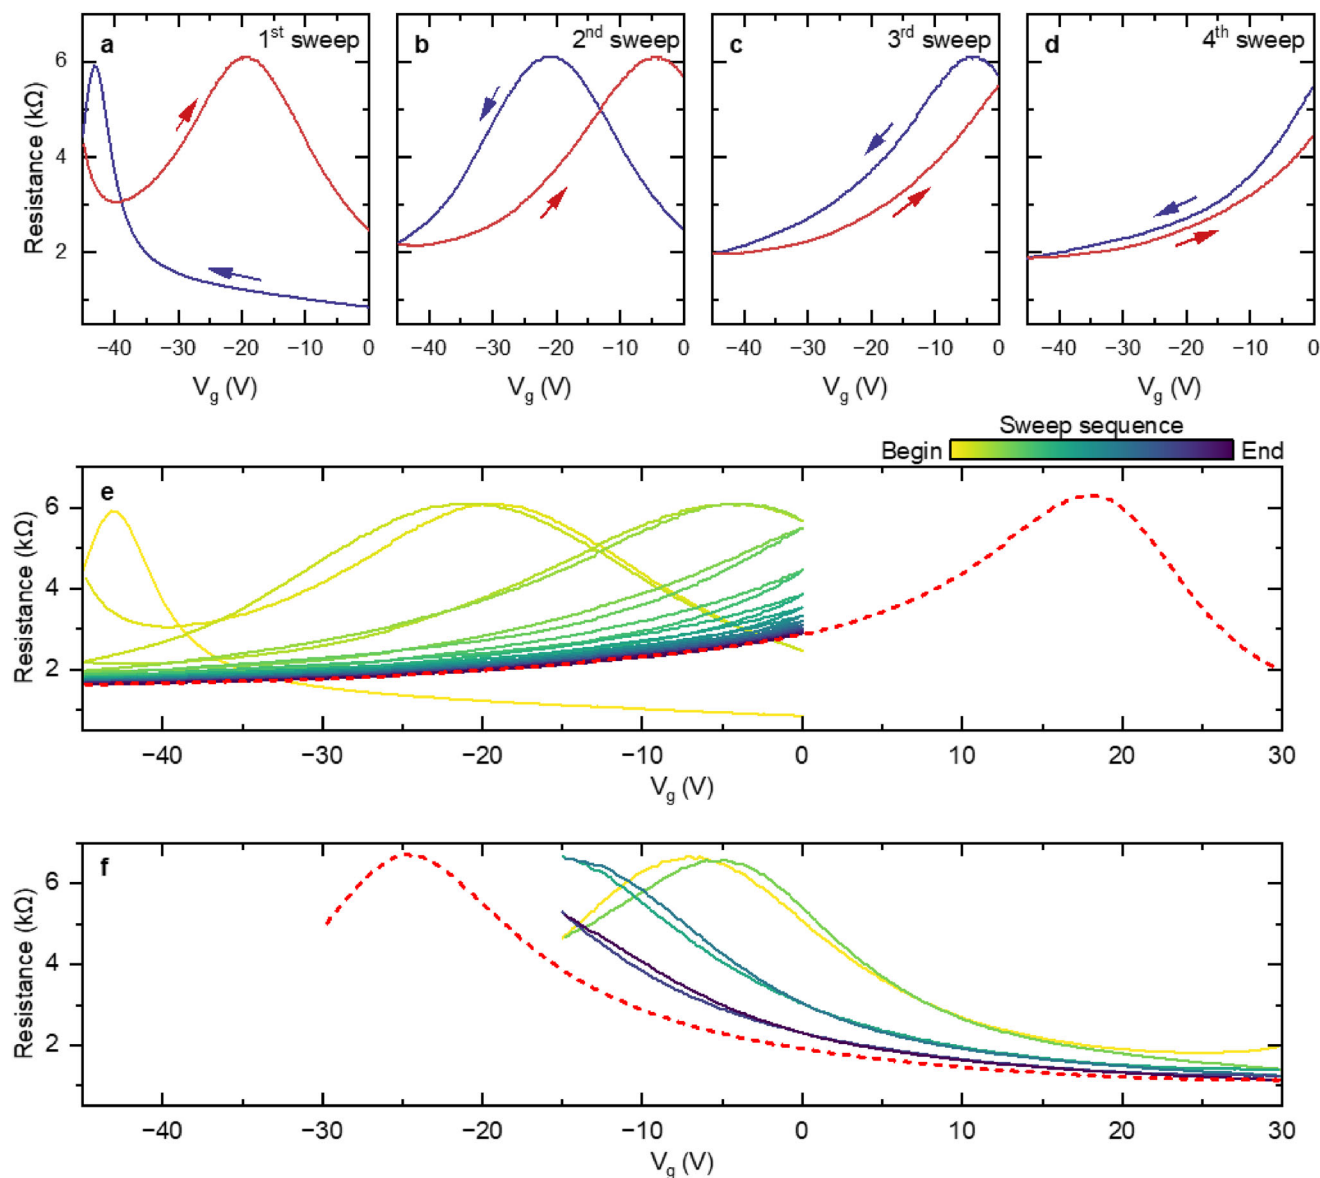 a 1st sweep
b 2nd sweep
c 3rd sweep
d 4th sweep
Resistance (kΩ)
6
4
2
−40 −30 −20 −10 0
−40 −30 −20 −10 0
−40 −30 −20 −10 0
−40 −30 −20 −10 0
Vg (V)
Vg (V)
Vg (V)
Vg (V)
Sweep sequence
Begin End
e
Resistance (kΩ)
6
4
2
−40 −30 −20 −10 0 10 20 30
Vg (V)
f
Resistance (kΩ)
6
4
2
−40 −30 −20 −10 0 10 20 30
Vg (V)